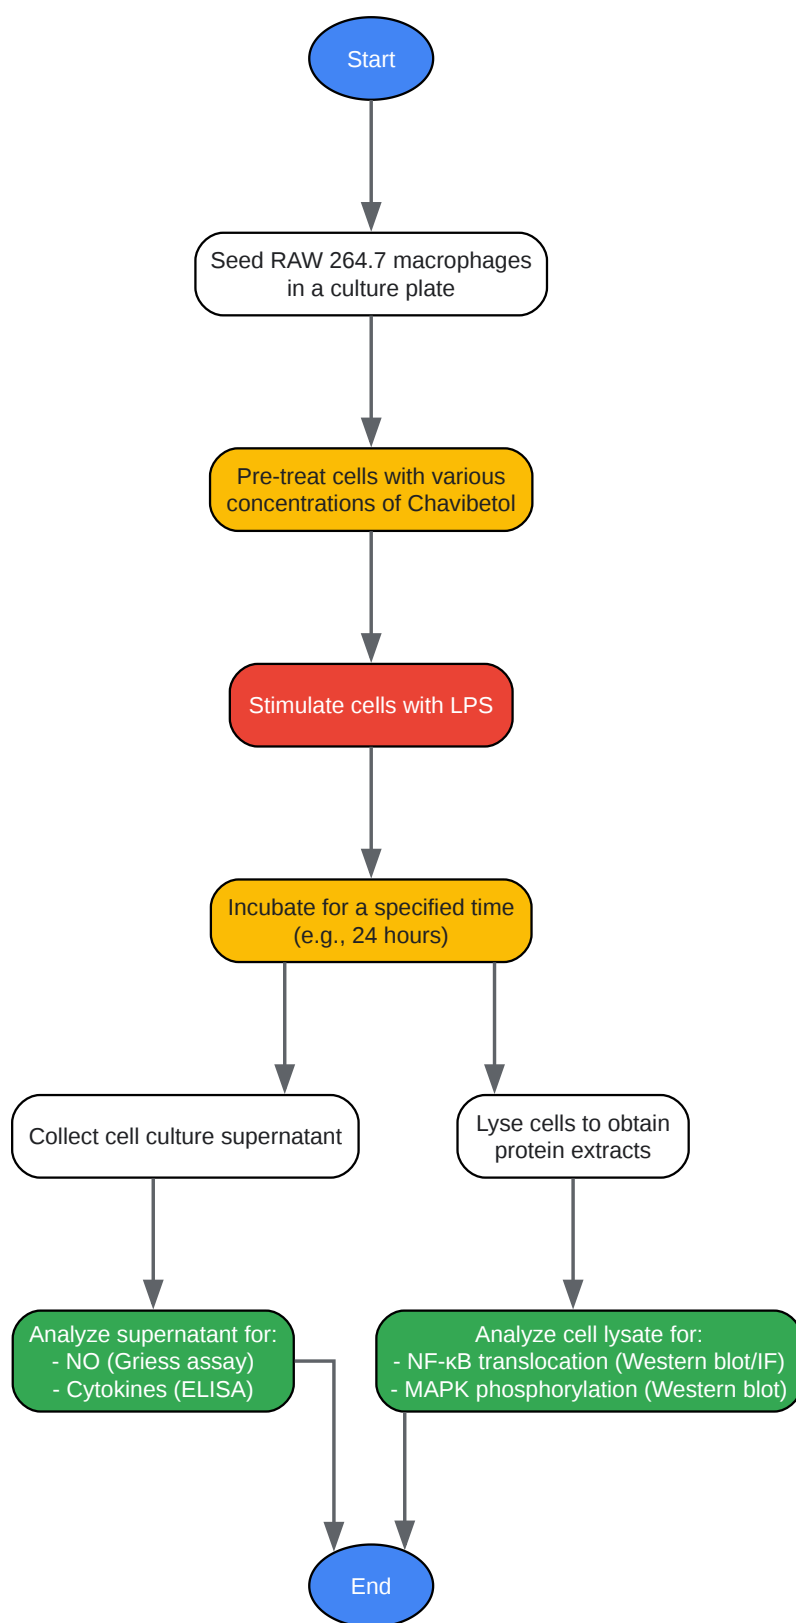 Start
Seed RAW 264.7 macrophages
in a culture plate
Pre-treat cells with various
concentrations of Chavibetol
Stimulate cells with LPS
Incubate for a specified time
(e.g., 24 hours)
Collect cell culture supernatant
Lyse cells to obtain
protein extracts
Analyze supernatant for:
- NO (Griess assay)
- Cytokines (ELISA)
Analyze cell lysate for:
- NF-κB translocation (Western blot/IF)
- MAPK phosphorylation (Western blot)
End